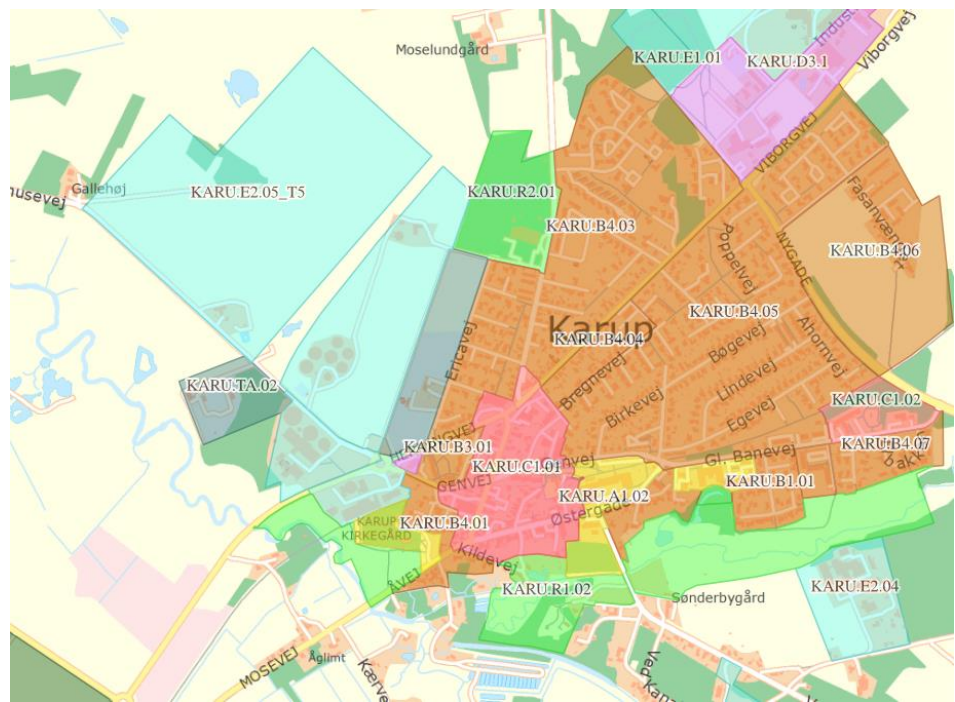 Moselundgård
KARU.E1.01
KARU.D3.1
Viborgvej
VIBORGVEJ
KARU.E2.05_T5
Gallehøj
usevej
KARU.R2.01
KARU.B4.03
Poppelvej
NYGADE
KARU.B4.06
KARU.B4.05
Karup
KARU.B4.04
Ericavej
Bregnevej
Bøgevej
Ahornvej
Lindevej
Birkevej
Egevej
KARU.TA.02
KARU.C1.02
KARU.B4.07
KARU.B3.01
KARU.C1.01
Gl. Banevej
KARU.B1.01
KARU.A1.02
Østergade
KARUP
KIRKEGÅRD
KARU.B4.01
Kildevej
KARU.R1.02
Sønderbygård
KARU.E2.04
ÅVEJ
Åglimt
MOSEVEJ